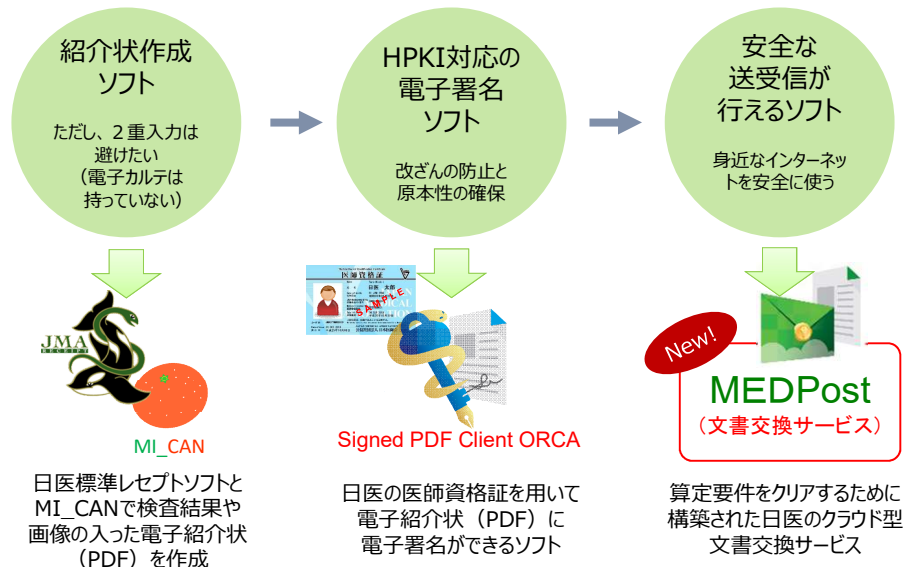 紹介状作成
ソフト
ただし、２重入力は
避けたい
（電子カルテは
持っていない）
HPKI対応の
電子署名
ソフト
改ざんの防止と
原本性の確保
安全な
送受信が
行えるソフト
身近なインターネッ
トを安全に使う
JMA
RECEIPT
MI_CAN
日医標準レセプトソフトと
MI_CANで検査結果や
画像の入った電子紹介状
（PDF）を作成
医師資格証
日医 太郎
SAMPLE
Signed PDF Client ORCA
日医の医師資格証を用いて
電子紹介状（PDF）に
電子署名ができるソフト
New!
MEDPost
（文書交換サービス）
算定要件をクリアするために
構築された日医のクラウド型
文書交換サービス